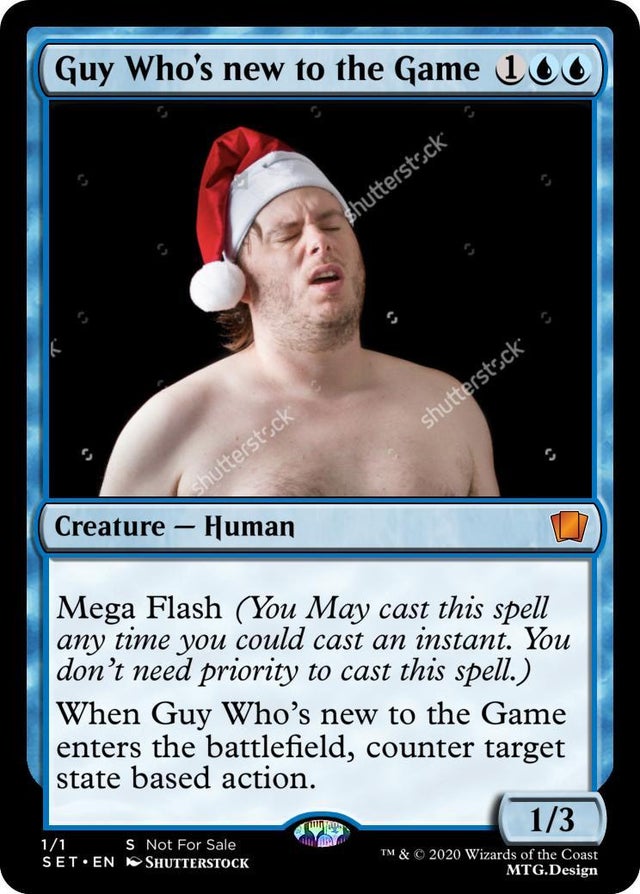 Guy Who's new to the Game 1
shutterstock
shutterstock
shutterstock
Creature — Human
Mega Flash (You May cast this spell
any time you could cast an instant. You
don't need priority to cast this spell.)
When Guy Who's new to the Game
enters the battlefield, counter target
state based action.
1/3
1/1 S Not For Sale
SET • EN SHUTTERSTOCK
™ & © 2020 Wizards of the Coast
MTG.Design